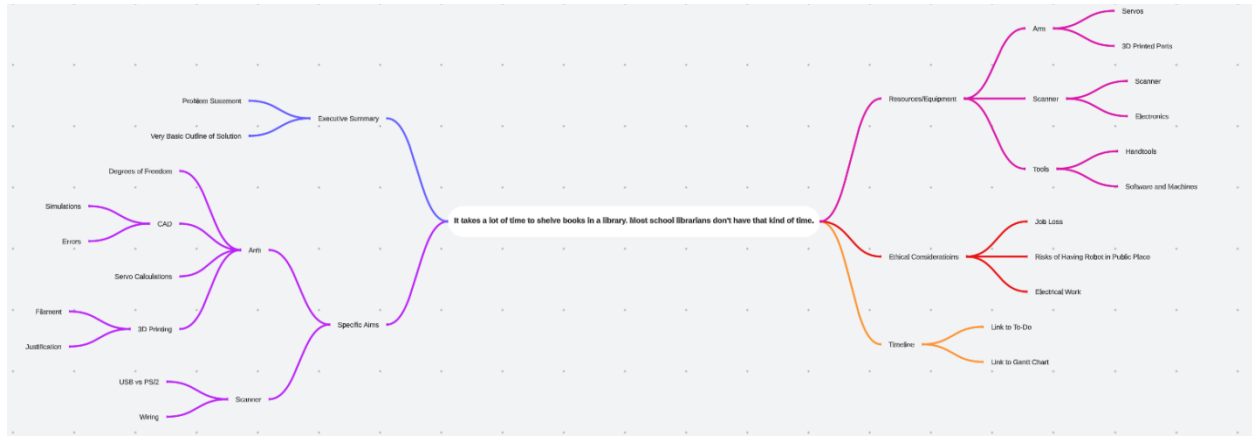 It takes a lot of time to shelve books in a library. Most school librarians don't have that kind of time.
Executive Summary
Problem Statement
Very Basic Outline of Solution
Specific Aims
Arm
Degrees of Freedom
CAD
Simulations
Errors
Servo Calculations
3D Printing
Filament
Justification
Scanner
USB vs PS/2
Wiring
Resources/Equipment
Arm
Servos
3D Printed Parts
Scanner
Scanner
Electronics
Tools
Handtools
Software and Machines
Ethical Considerations
Job Loss
Risks of Having Robot in Public Place
Electrical Work
Timeline
Link to To-Do
Link to Gantt Chart